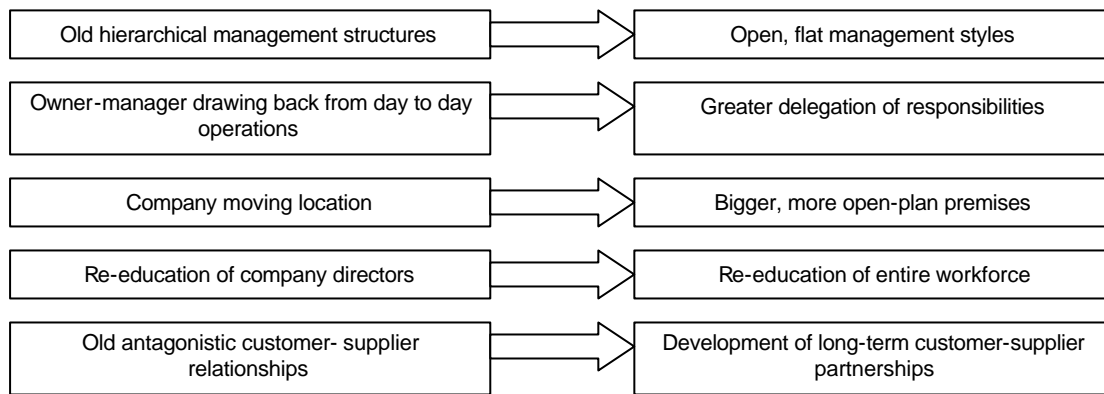 Old hierarchical management structures
Open, flat management styles
Owner-manager drawing back from day to day
operations
Greater delegation of responsibilities
Company moving location
Bigger, more open-plan premises
Re-education of company directors
Re-education of entire workforce
Old antagonistic customer- supplier
relationships
Development of long-term customer-supplier
partnerships